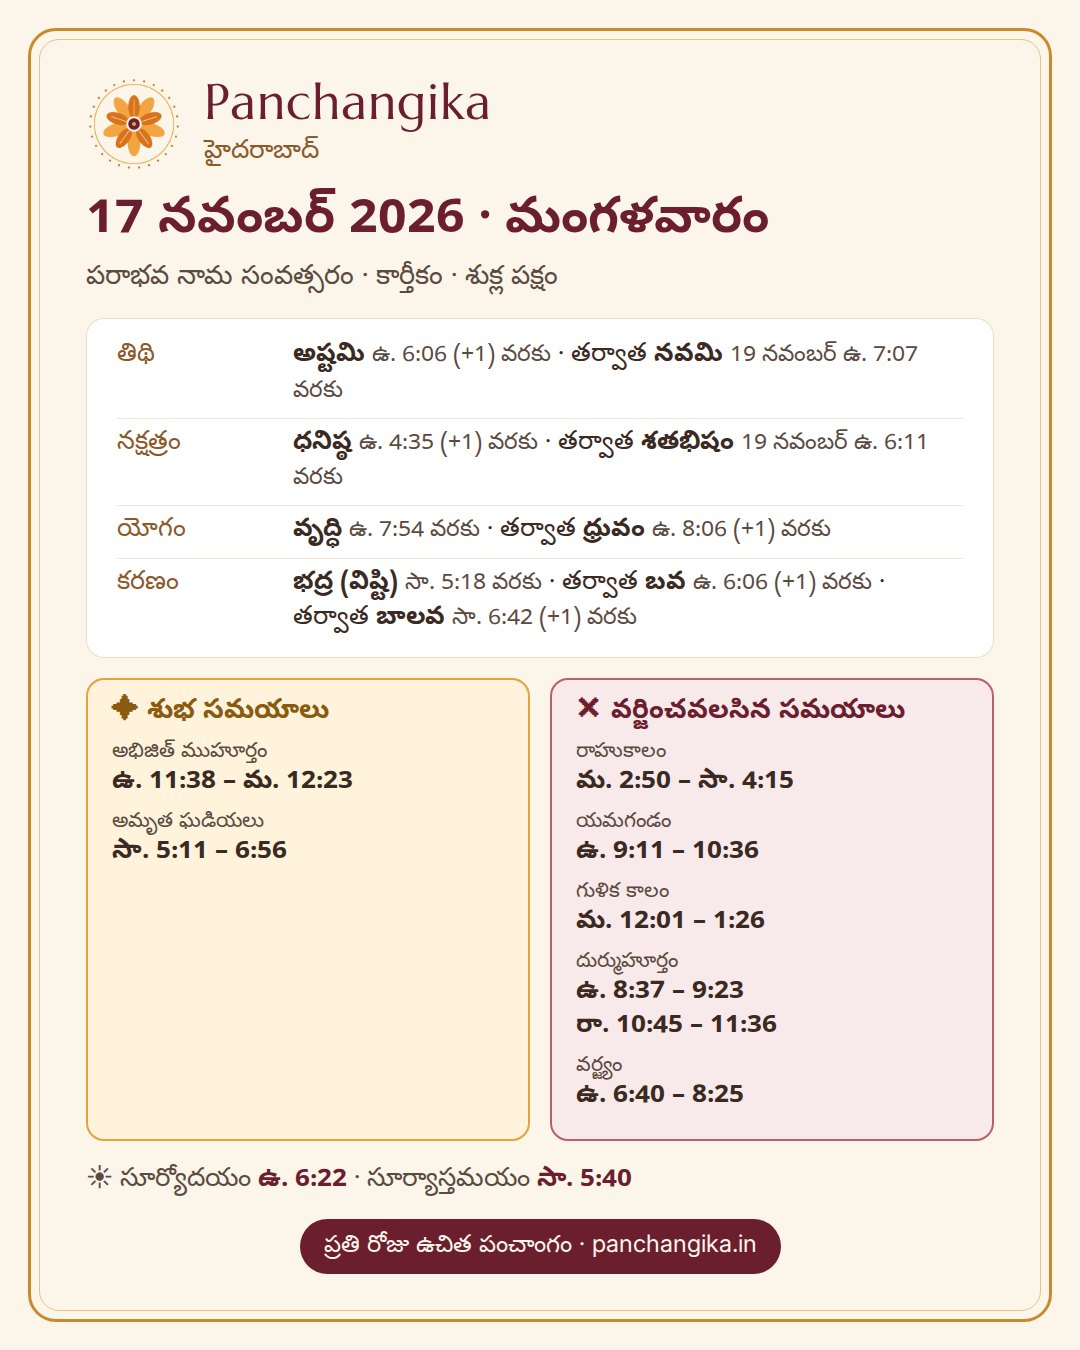 Panchangika
హైదరాబాద్
17 నవంబర్ 2026 · మంగళవారం
పరాభవ నామ సంవత్సరం · కార్తీకం · శుక్ల పక్షం
తిథి
అష్టమి ఉ. 6:06 (+1) వరకు · తర్వాత నవమి 19 నవంబర్ ఉ. 7:07
వరకు
నక్షత్రం
ధనిష్ఠ ఉ. 4:35 (+1) వరకు · తర్వాత శతభిషం 19 నవంబర్ ఉ. 6:11
వరకు
యోగం
వృద్ధి ఉ. 7:54 వరకు · తర్వాత ధ్రువం ఉ. 8:06 (+1) వరకు
కరణం
భద్ర (విష్టి) సా. 5:18 వరకు · తర్వాత బవ ఉ. 6:06 (+1) వరకు ·
తర్వాత బాలవ సా. 6:42 (+1) వరకు
శుభ సమయాలు
అభిజిత్ ముహూర్తం
ఉ. 11:38 – మ. 12:23
అమృత ఘడియలు
సా. 5:11 – 6:56
వర్జించవలసిన సమయాలు
రాహుకాలం
మ. 2:50 – సా. 4:15
యమగండం
ఉ. 9:11 – 10:36
గుళిక కాలం
మ. 12:01 – 1:26
దుర్ముహూర్తం
ఉ. 8:37 – 9:23
రా. 10:45 – 11:36
వర్జ్యం
ఉ. 6:40 – 8:25
సూర్యోదయం ఉ. 6:22 · సూర్యాస్తమయం సా. 5:40
ప్రతి రోజు ఉచిత పంచాంగం · panchangika.in